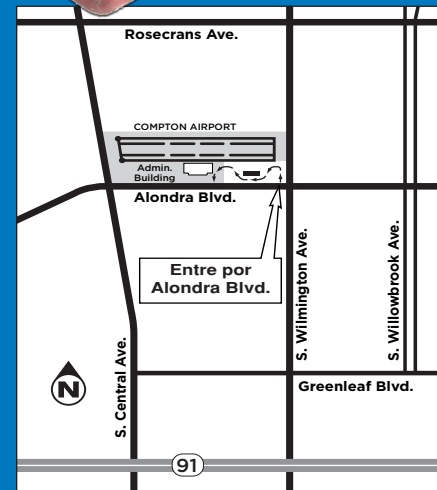 Rosecrans Ave.
COMPTON AIRPORT
Admin.
Building
Alondra Blvd.
Entre por
Alondra Blvd.
S. Wilmington Ave.
S. Willowbrook Ave.
S. Central Ave.
N
Greenleaf Blvd.
91